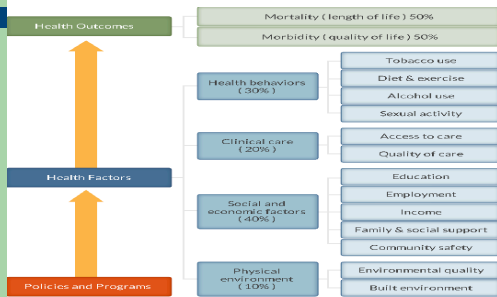 Health Outcomes
Mortality ( length of life ) 50%
Morbidity ( quality of life ) 50%
Health behaviors
( 30% )
Tobacco use
Diet & exercise
Alcohol use
Sexual activity
Clinical care
( 20% )
Access to care
Quality of care
Health Factors
Social and
economic factors
( 40% )
Education
Employment
Income
Family & social support
Community safety
Policies and Programs
Physical
environment
( 10% )
Environmental quality
Built environment